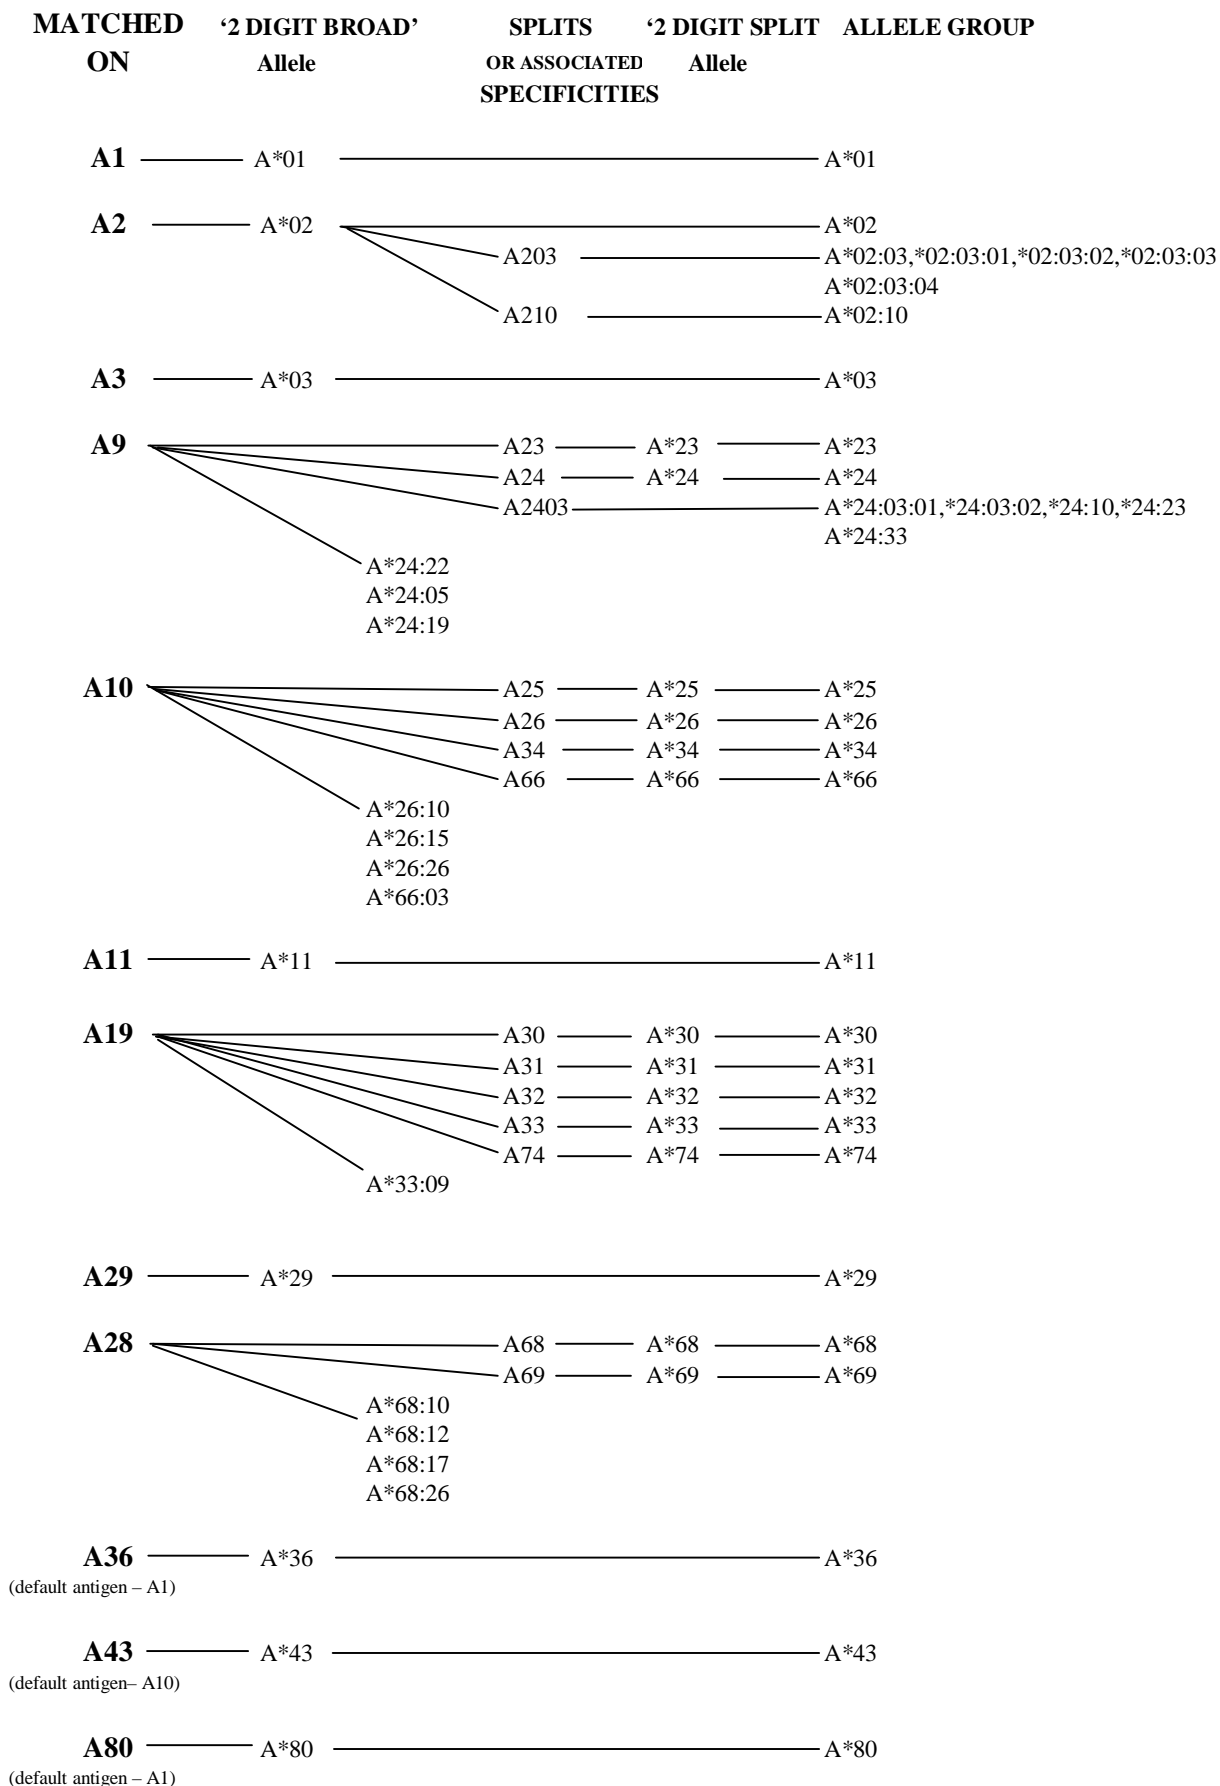 MATCHED ‘2 DIGIT BROAD’ SPLITS ‘2 DIGIT SPLIT ALLELE GROUP
ON Allele OR ASSOCIATED Allele
SPECIFICITIES
A1 A*01 A*01
A2 A*02 A*02
A203 A*02:03,*02:03:01,*02:03:02,*02:03:03
A*02:03:04
A210 A*02:10
A3 A*03 A*03
A9 A23 A*23 A*23
A24 A*24 A*24
A2403 A*24:03:01,*24:03:02,*24:10,*24:23
A*24:33
A*24:22
A*24:05
A*24:19
A10 A25 A*25 A*25
A26 A*26 A*26
A34 A*34 A*34
A66 A*66 A*66
A*26:10
A*26:15
A*26:26
A*66:03
A11 A*11 A*11
A19 A30 A*30 A*30
A31 A*31 A*31
A32 A*32 A*32
A33 A*33 A*33
A74 A*74 A*74
A*33:09
A29 A*29 A*29
A28 A68 A*68 A*68
A69 A*69 A*69
A*68:10
A*68:12
A*68:17
A*68:26
A36 A*36 A*36
(default antigen – A1)
A43 A*43 A*43
(default antigen– A10)
A80 A*80 A*80
(default antigen – A1)